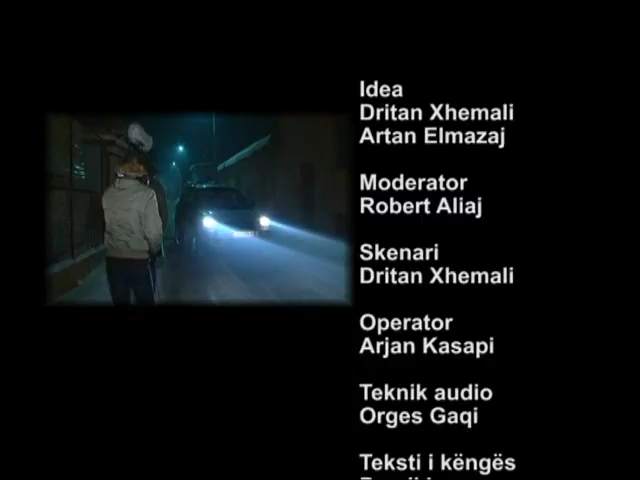 Idea
Dritan Xhemali
Artan Elmazaj
Moderator
Robert Aliaj
Skenari
Dritan Xhemali
Operator
Arjan Kasapi
Teknik audio
Orges Gaqi
Teksti i këngës